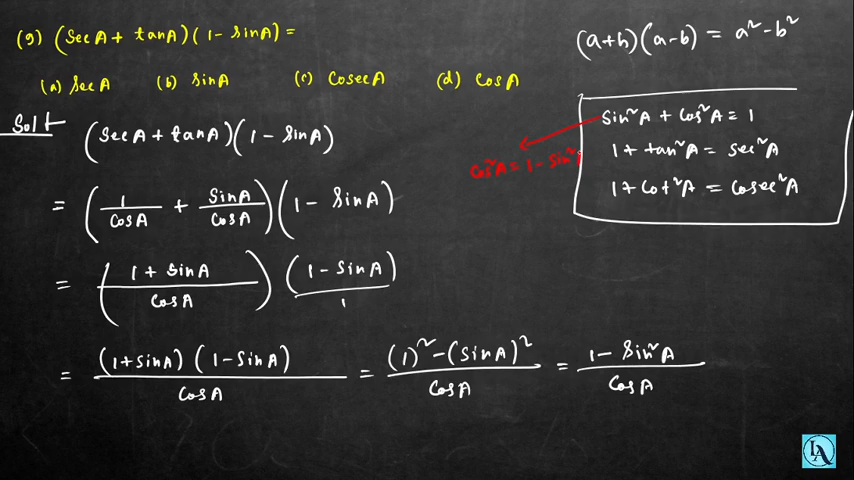 (9) (SecA + tanA)(1 - SinA) =
(a) SecA (b) SinA (c) CosecA (d) CosA
(a+b)(a-b) = a² - b²
Sin²A + Cos²A = 1
1 + tan²A = sec²A
1 + Cot²A = Cosec²A
Cos²A = 1 - Sin²A
Solt
(SecA + tanA)(1 - SinA)
= (1/CosA + SinA/CosA)(1 - SinA)
= ((1 + SinA)/CosA) ((1 - SinA)/1)
= (1+SinA)(1-SinA)/CosA = ((1)² - (SinA)²)/CosA = (1 - Sin²A)/CosA
LA